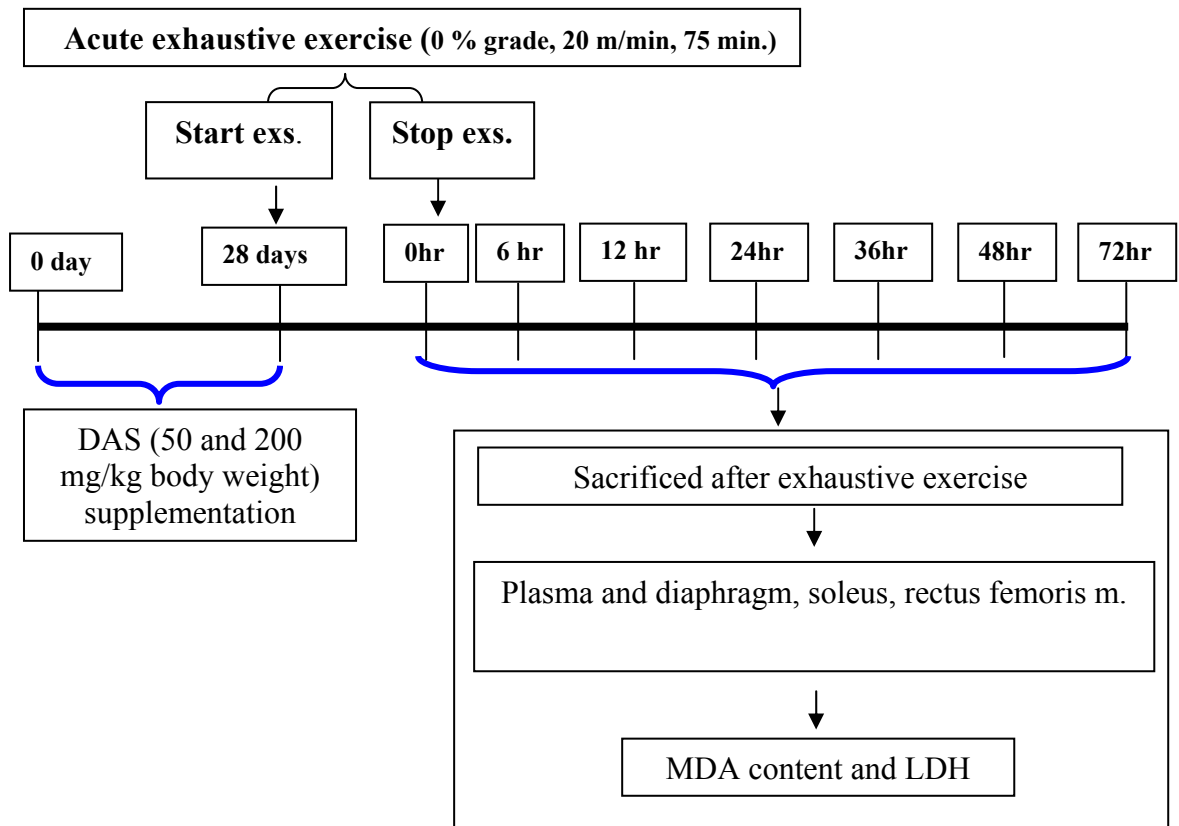 Acute exhaustive exercise (0 % grade, 20 m/min, 75 min.)
Start exs.
Stop exs.
0 day
28 days
0hr
6 hr
12 hr
24hr
36hr
48hr
72hr
DAS (50 and 200
mg/kg body weight)
supplementation
Sacrificed after exhaustive exercise
Plasma and diaphragm, soleus, rectus femoris m.
MDA content and LDH